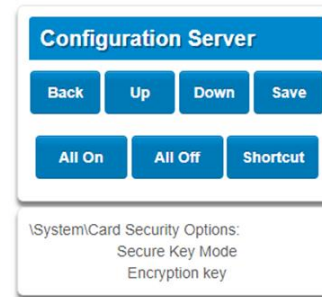 Configuration Server
Back Up Down Save
All On All Off Shortcut
\System\Card Security Options:
Secure Key Mode
Encryption key